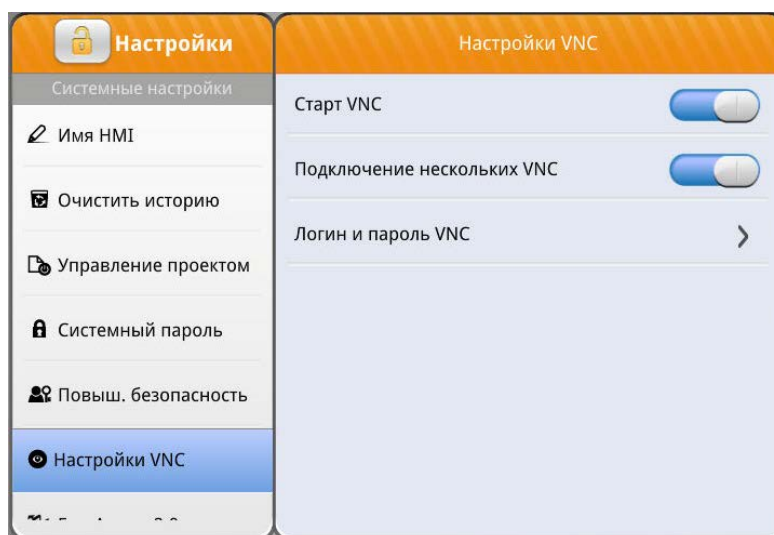 Настройки
Системные настройки
Имя HMI
Очистить историю
Управление проектом
Системный пароль
Повыш. безопасность
Настройки VNC
Настройки VNC
Старт VNC
Подключение нескольких VNC
Логин и пароль VNC